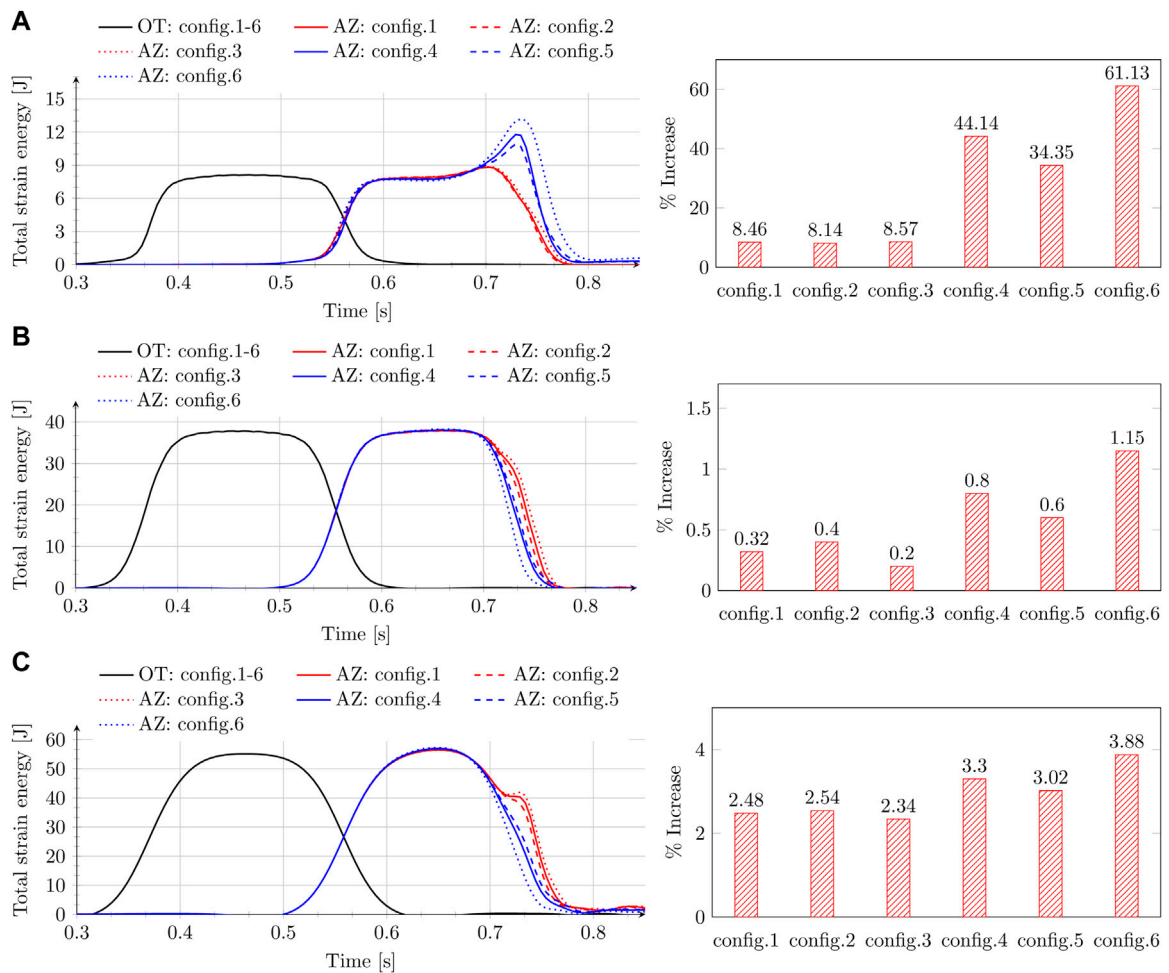 A
OT: config.1-6 AZ: config.1 AZ: config.2
AZ: config.3 AZ: config.4 AZ: config.5
AZ: config.6
Total strain energy [J]
15
12
9
6
3
0
0.3 0.4 0.5 0.6 0.7 0.8
Time [s]
% Increase
60
40
20
0
8.46 8.14 8.57 44.14 34.35 61.13
config.1 config.2 config.3 config.4 config.5 config.6
B
OT: config.1-6 AZ: config.1 AZ: config.2
AZ: config.3 AZ: config.4 AZ: config.5
AZ: config.6
Total strain energy [J]
40
30
20
10
0
0.3 0.4 0.5 0.6 0.7 0.8
Time [s]
% Increase
1.5
1
0.5
0
0.32 0.4 0.2 0.8 0.6 1.15
config.1 config.2 config.3 config.4 config.5 config.6
C
OT: config.1-6 AZ: config.1 AZ: config.2
AZ: config.3 AZ: config.4 AZ: config.5
AZ: config.6
Total strain energy [J]
60
50
40
30
20
10
0
0.3 0.4 0.5 0.6 0.7 0.8
Time [s]
% Increase
4
2
0
2.48 2.54 2.34 3.3 3.02 3.88
config.1 config.2 config.3 config.4 config.5 config.6